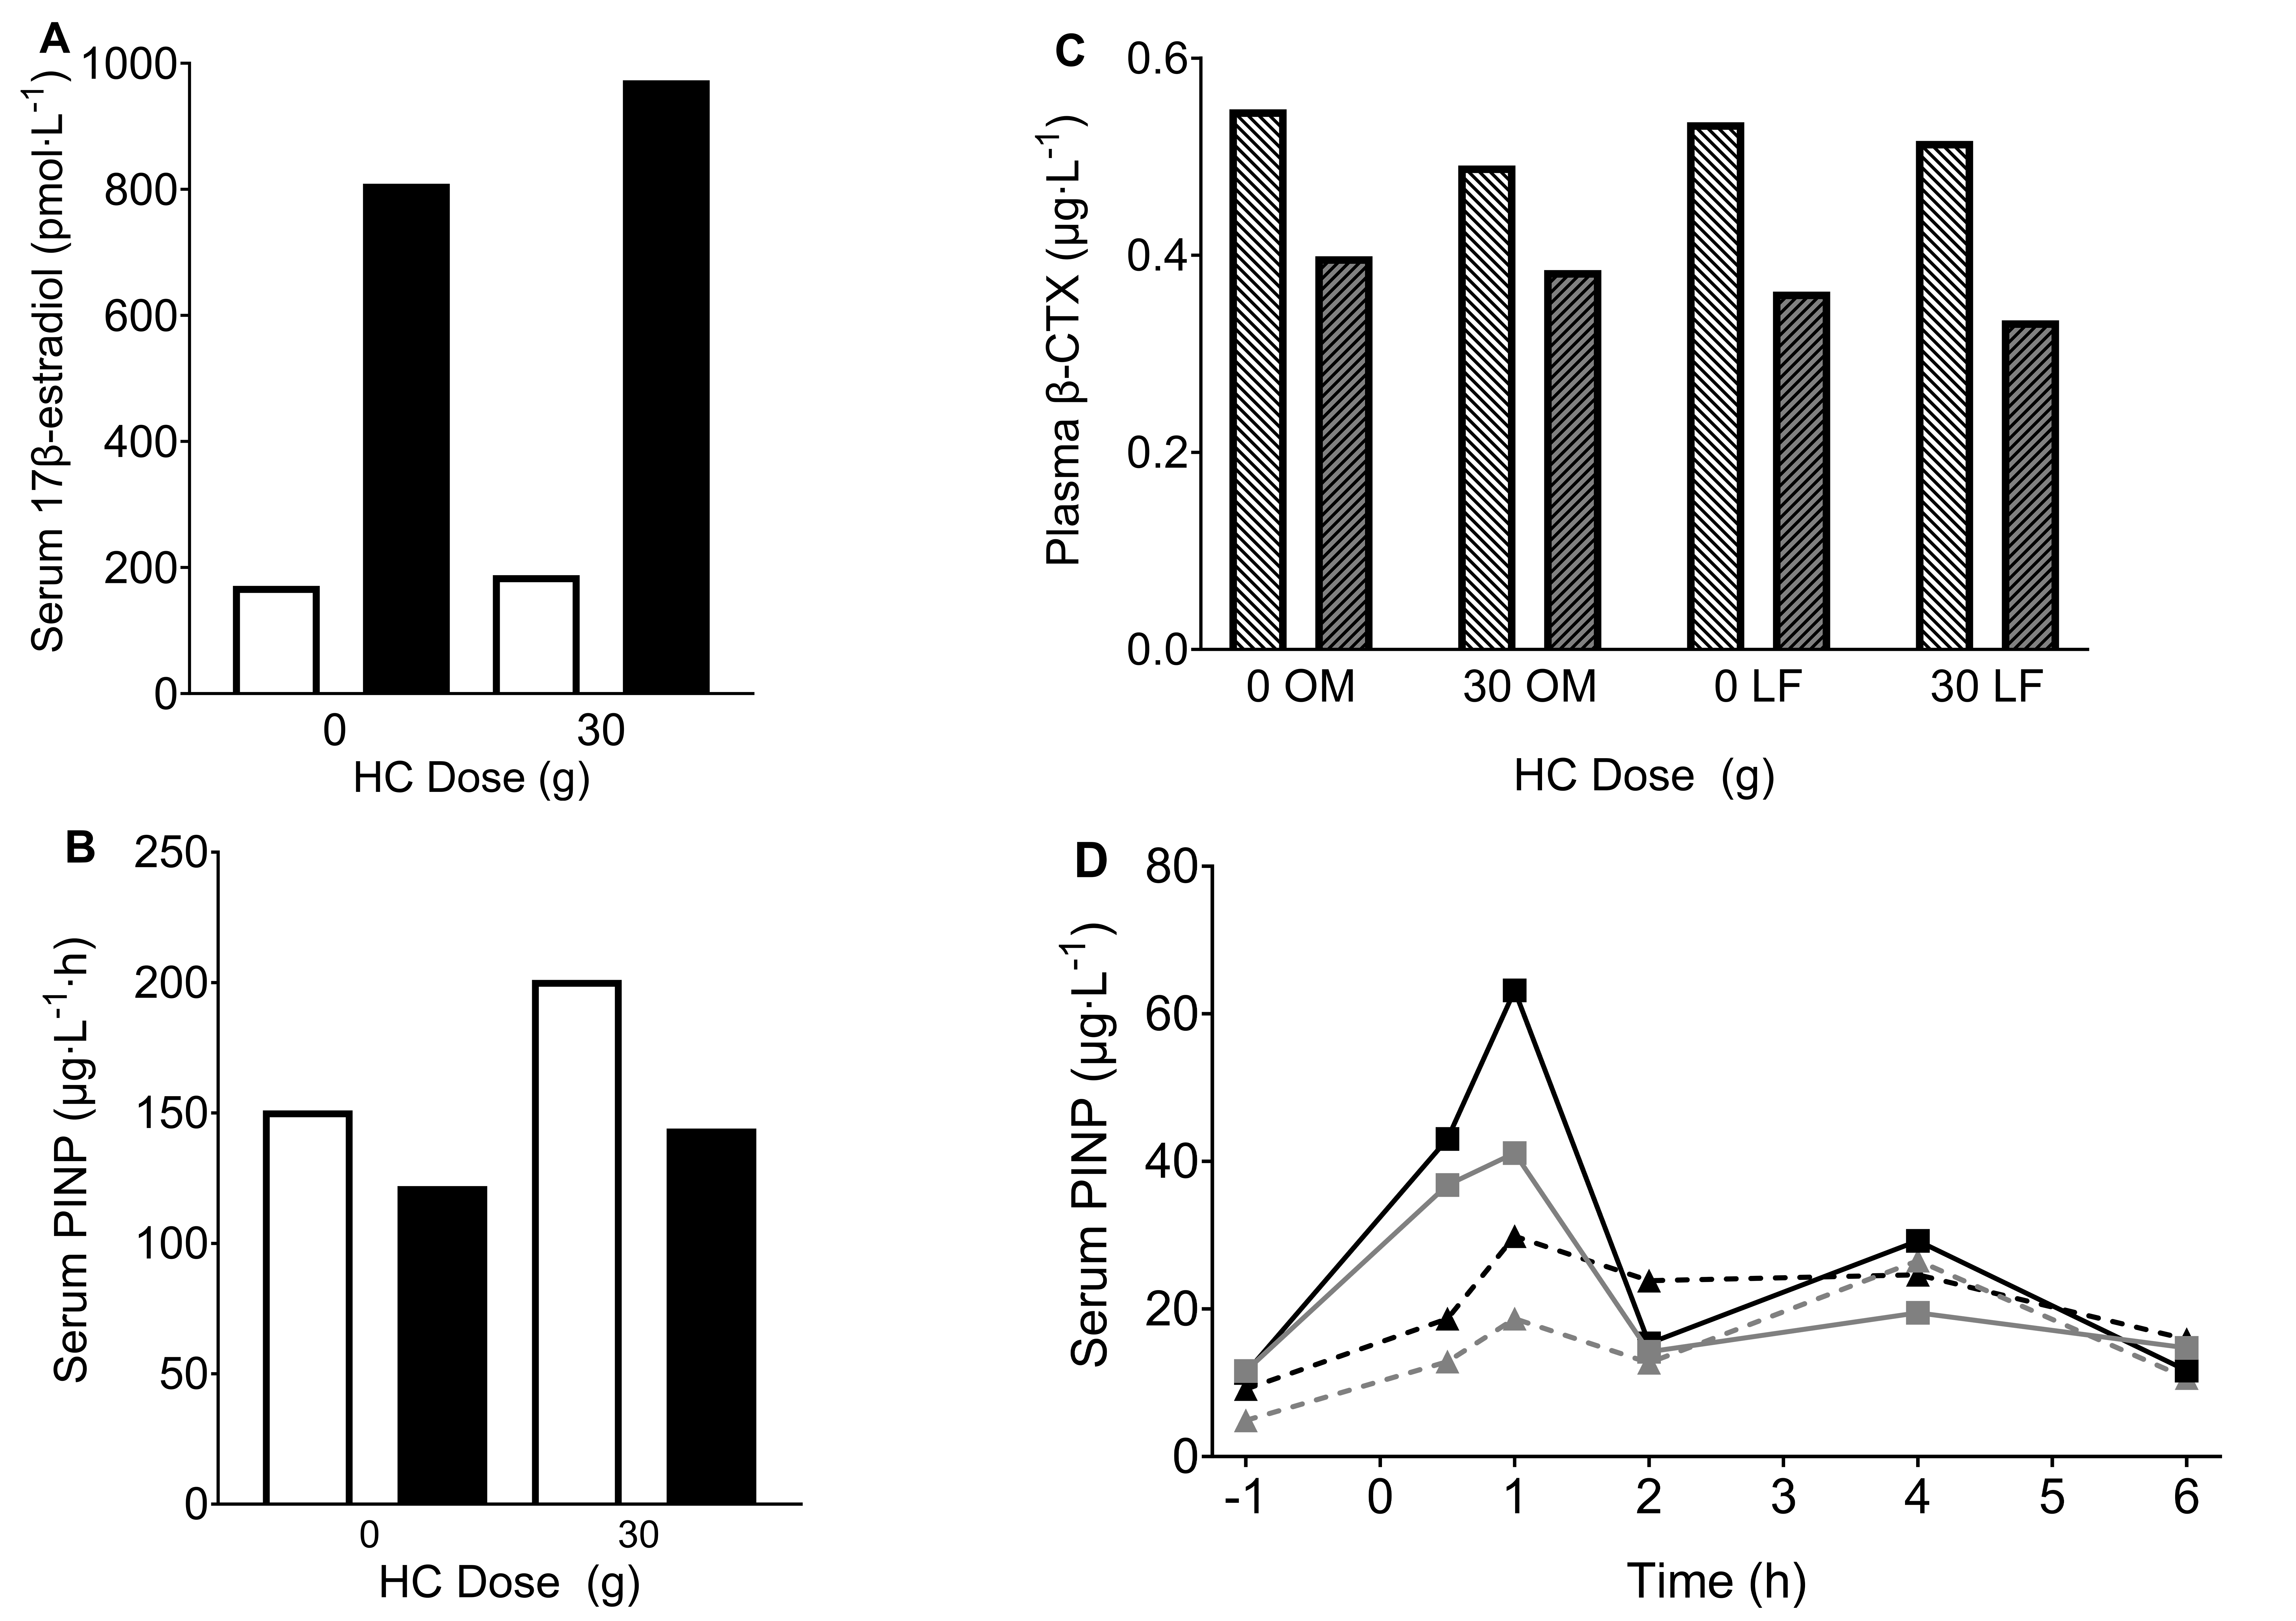 A
1000
800
600
400
200
0
Serum 17β-estradiol (pmol·L⁻¹)
0 30
HC Dose (g)
C
0.6
0.4
0.2
0.0
Plasma β-CTX (µg·L⁻¹)
0 OM 30 OM 0 LF 30 LF
HC Dose (g)
B
250
200
150
100
50
0
Serum PINP (µg·L⁻¹·h)
0 30
HC Dose (g)
D
80
60
40
20
0
Serum PINP (µg·L⁻¹)
-1 0 1 2 3 4 5 6
Time (h)